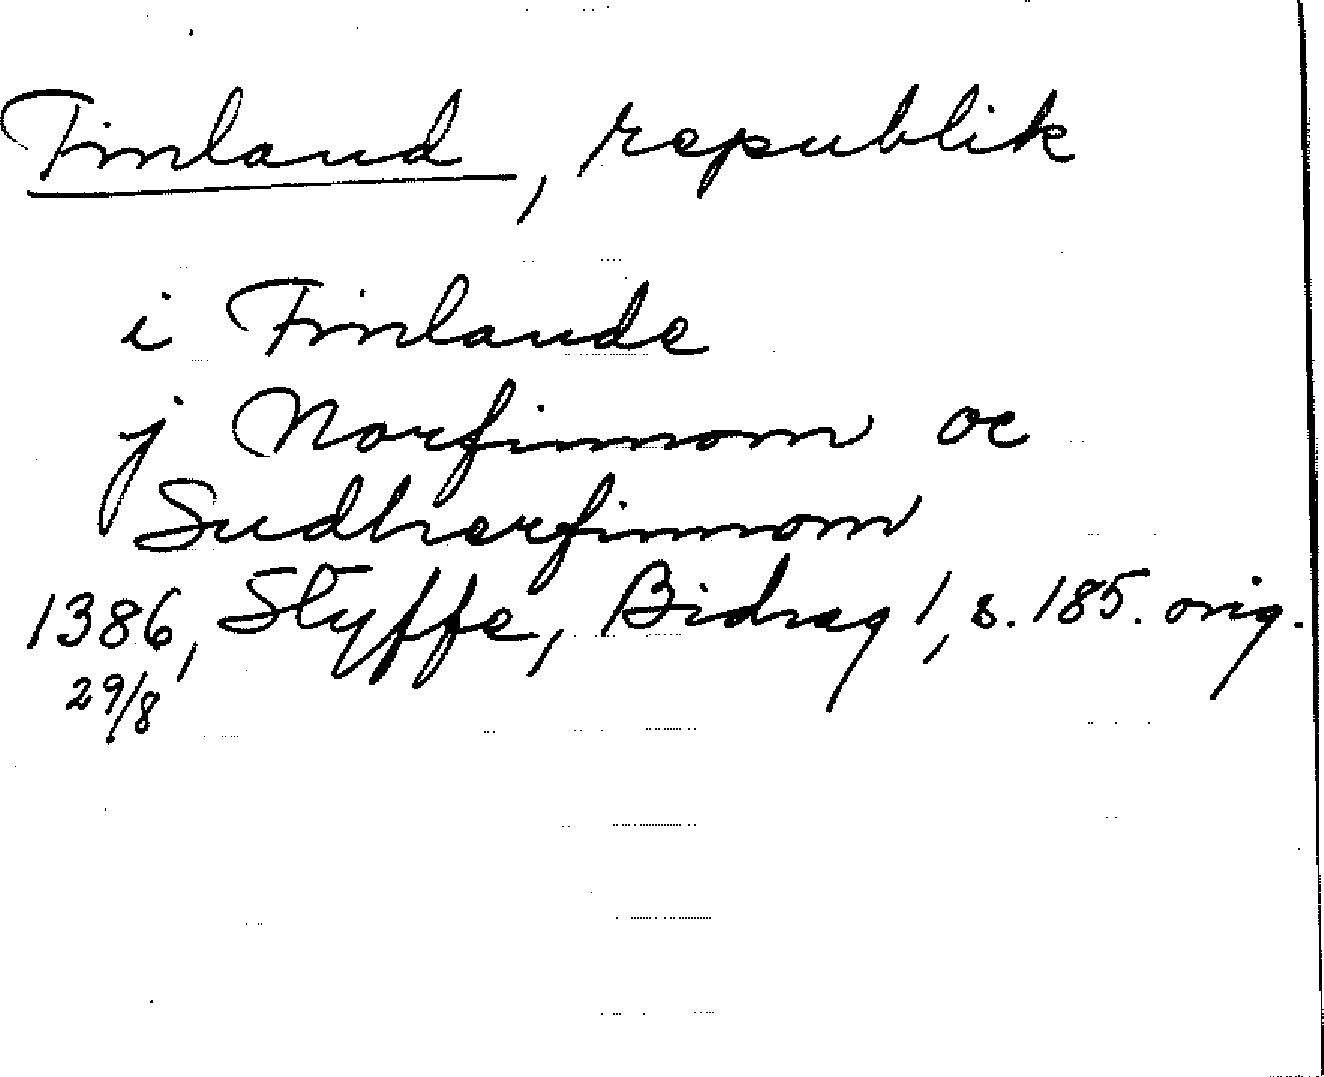 Finland, republik
i Finlande
j Norfinnom oc
Sudherfinnom
1386, Styffe, Bidrag 1, s. 185. orig.
29/8